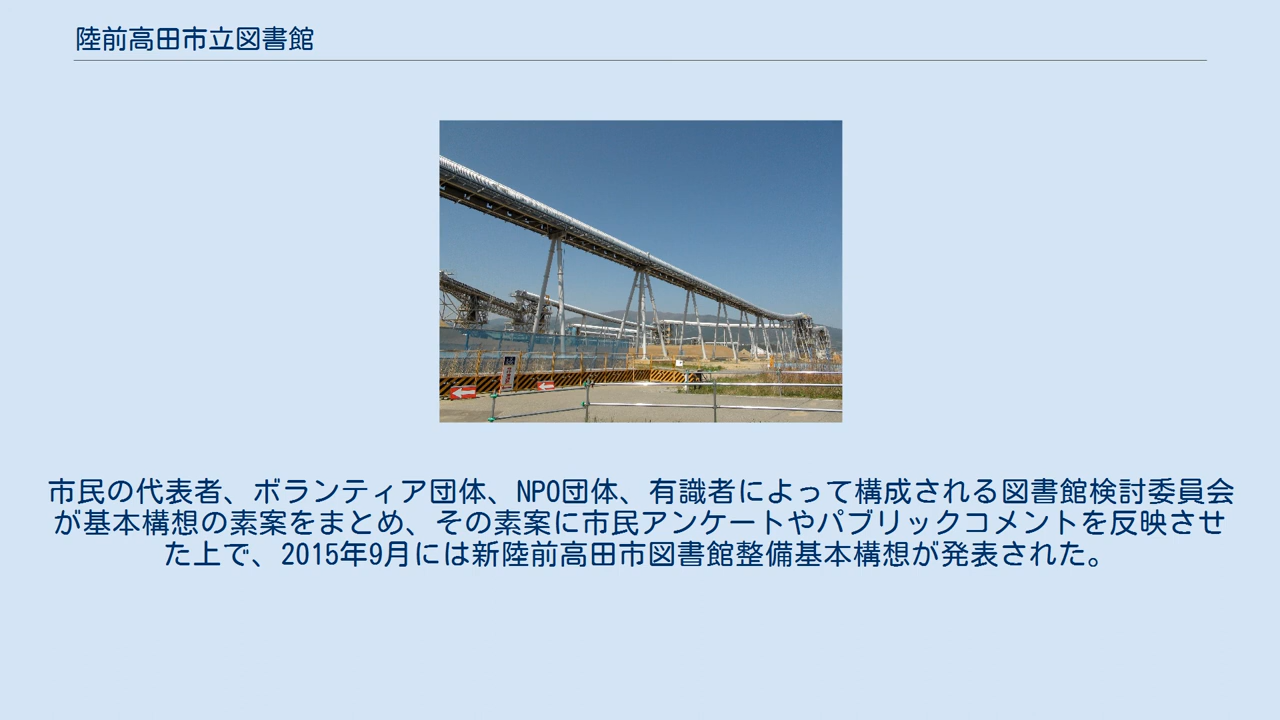 陸前高田市立図書館
市民の代表者、ボランティア団体、NPO団体、有識者によって構成される図書館検討委員会
が基本構想の素案をまとめ、その素案に市民アンケートやパブリックコメントを反映させ
た上で、2015年9月には新陸前高田市図書館整備基本構想が発表された。